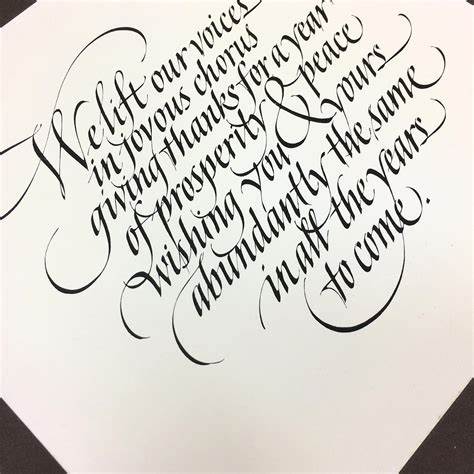 We lift our voices
in joyous chorus
giving thanks for a year
of prosperity & peace
wishing you & yours
abundantly the same
in all the years
to come.